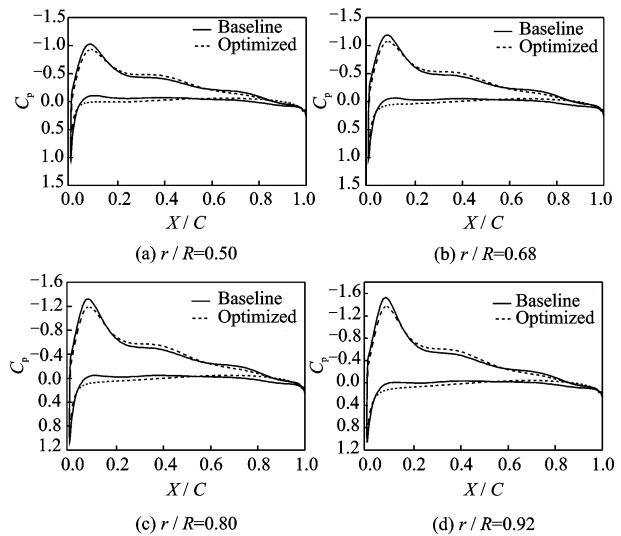 −1.5
−1.0
−0.5
0.0
0.5
1.0
1.5
Cp
Baseline
Optimized
0.0 0.2 0.4 0.6 0.8 1.0
X / C
(a) r / R=0.50
−1.5
−1.0
−0.5
0.0
0.5
1.0
1.5
Cp
Baseline
Optimized
0.0 0.2 0.4 0.6 0.8 1.0
X / C
(b) r / R=0.68
−1.6
−1.2
−0.8
−0.4
0.0
0.4
0.8
1.2
Cp
Baseline
Optimized
0.0 0.2 0.4 0.6 0.8 1.0
X / C
(c) r / R=0.80
−1.6
−1.2
−0.8
−0.4
0.0
0.4
0.8
1.2
Cp
Baseline
Optimized
0.0 0.2 0.4 0.6 0.8 1.0
X / C
(d) r / R=0.92